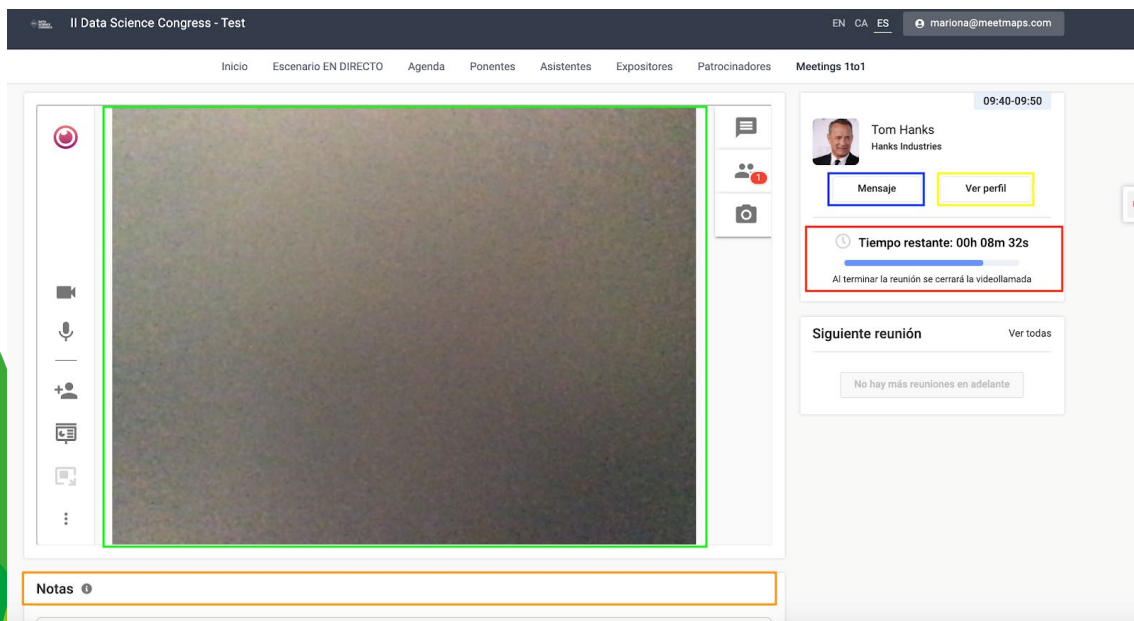 II Data Science Congress - Test
EN CA ES mariona@meetmaps.com
Inicio Escenario EN DIRECTO Agenda Ponentes Asistentes Expositores Patrocinadores Meetings 1to1
09:40-09:50
Tom Hanks
Hanks Industries
1
Mensaje Ver perfil
Tiempo restante: 00h 08m 32s
Al terminar la reunión se cerrará la videollamada
Siguiente reunión Ver todas
No hay más reuniones en adelante
Notas